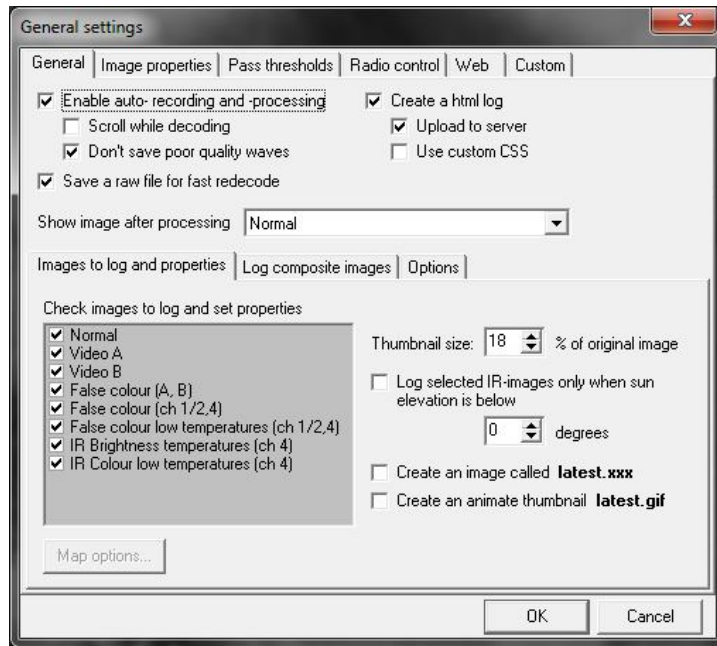 General settings
General
Image properties
Pass thresholds
Radio control
Web
Custom
Enable auto- recording and -processing
Create a html log
Scroll while decoding
Upload to server
Don't save poor quality waves
Use custom CSS
Save a raw file for fast redecode
Show image after processing
Normal
Images to log and properties
Log composite images
Options
Check images to log and set properties
Normal
Video A
Video B
False colour (A, B)
False colour (ch 1/2,4)
False colour low temperatures (ch 1/2,4)
IR Brightness temperatures (ch 4)
IR Colour low temperatures (ch 4)
Thumbnail size: 18 % of original image
Log selected IR-images only when sun
elevation is below
0 degrees
Create an image called latest.xxx
Create an animate thumbnail latest.gif
Map options...
OK
Cancel